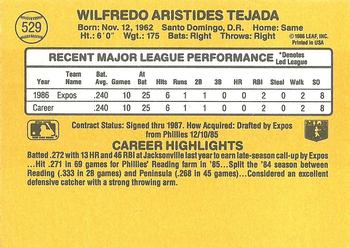 529
WILFREDO ARISTIDES TEJADA
Born: Nov. 12, 1962 Santo Domingo, D.R. Home: Same
Ht.: 6'0" Wgt.: 175 Bats: Right Throws: Right
© 1986 LEAF, INC.
Printed in USA
RECENT MAJOR LEAGUE PERFORMANCE *Denotes Led League
Year Team BA G At Bat Hits R 2B 3B HR RBI Steal Walk SO
1986 Expos .240 10 25 6 1 1 0 0 2 0 2 8
Career .240 10 25 6 1 1 0 0 2 0 2 8
Contract Status: Signed thru 1987. How Acquired: Drafted by Expos
from Phillies 12/10/85
CAREER HIGHLIGHTS
Batted .272 with 13 HR and 46 RBI at Jacksonville last year to earn late-season call-up by Expos
...Hit .271 in 69 games for Phillies' Reading farm in '85...Split the '84 season between
Reading (.333 in 28 games) and Peninsula (.268 in 45 games)...Considered an excellent
defensive catcher with a strong throwing arm.